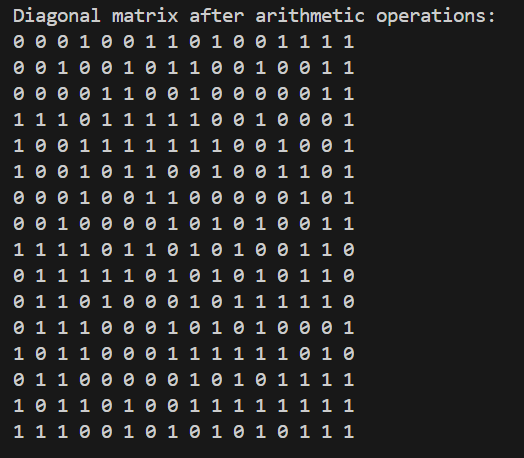 Diagonal matrix after arithmetic operations:
0 0 0 1 0 0 1 1 0 1 0 0 1 1 1 1
0 0 1 0 0 1 0 1 1 0 0 1 0 0 1 1
0 0 0 0 1 1 0 0 1 0 0 0 0 0 1 1
1 1 1 0 1 1 1 1 1 0 0 1 0 0 0 1
1 0 0 1 1 1 1 1 1 1 0 0 1 0 0 1
1 0 0 1 0 1 1 0 0 1 0 0 1 1 0 1
0 0 0 1 0 0 1 1 0 0 0 0 0 1 0 1
0 0 1 0 0 0 0 1 0 1 0 1 0 0 1 1
1 1 1 1 0 1 1 0 1 0 1 0 0 1 1 0
0 1 1 1 1 1 0 1 0 1 0 1 0 1 1 0
0 1 1 0 1 0 0 0 1 0 1 1 1 1 1 0
0 1 1 1 0 0 0 1 0 1 0 1 0 0 0 1
1 0 1 1 0 0 0 1 1 1 1 1 1 0 1 0
0 1 1 0 0 0 0 0 1 0 1 0 1 1 1 1
1 0 1 1 0 1 0 0 1 1 1 1 1 1 1 1
1 1 1 0 0 1 0 1 0 1 0 1 0 1 1 1